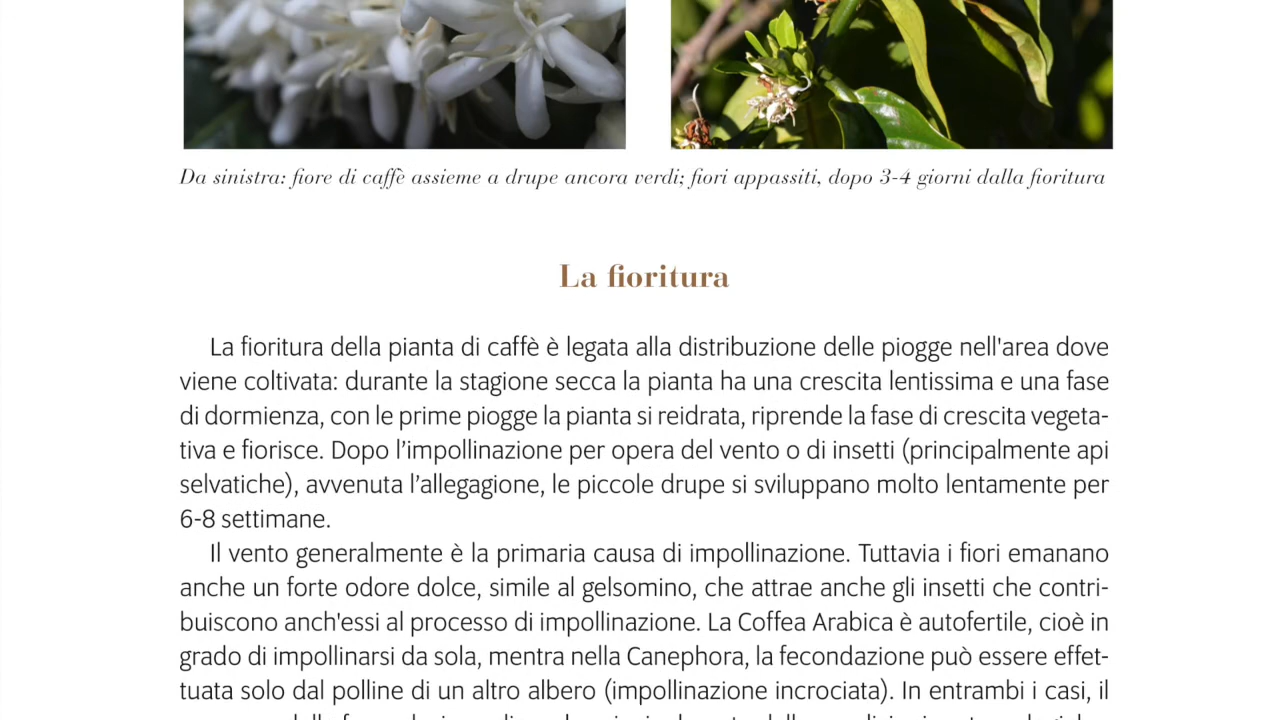 Da sinistra: fiore di caffè assieme a drupe ancora verdi; fiori appassiti, dopo 3-4 giorni dalla fioritura
La fioritura
La fioritura della pianta di caffè è legata alla distribuzione delle piogge nell'area dove
viene coltivata: durante la stagione secca la pianta ha una crescita lentissima e una fase
di dormienza, con le prime piogge la pianta si reidrata, riprende la fase di crescita vegeta-
tiva e fiorisce. Dopo l’impollinazione per opera del vento o di insetti (principalmente api
selvatiche), avvenuta l’allegagione, le piccole drupe si sviluppano molto lentamente per
6-8 settimane.
Il vento generalmente è la primaria causa di impollinazione. Tuttavia i fiori emanano
anche un forte odore dolce, simile al gelsomino, che attrae anche gli insetti che contri-
buiscono anch'essi al processo di impollinazione. La Coffea Arabica è autofertile, cioè in
grado di impollinarsi da sola, mentra nella Canephora, la fecondazione può essere effet-
tuata solo dal polline di un altro albero (impollinazione incrociata). In entrambi i casi, il